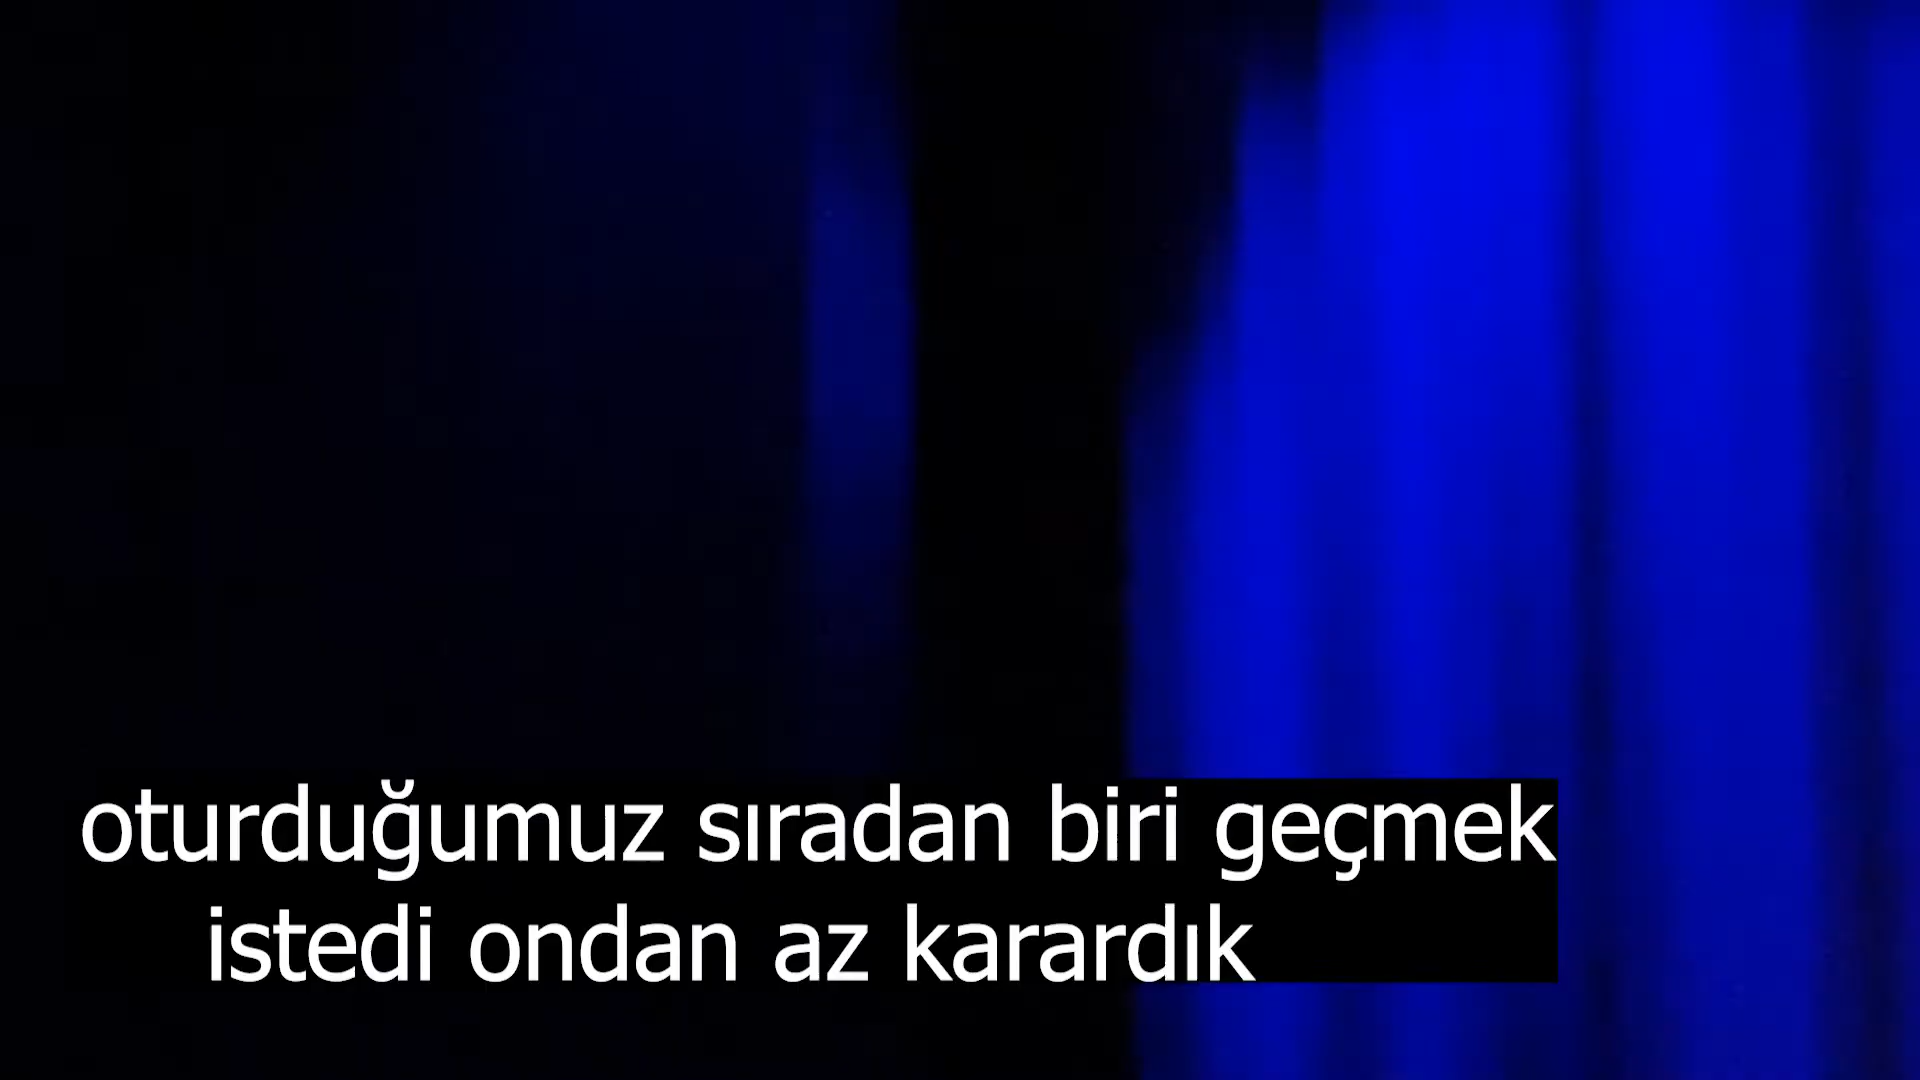 oturduğumuz sıradan biri geçmek
istedi ondan az karardık